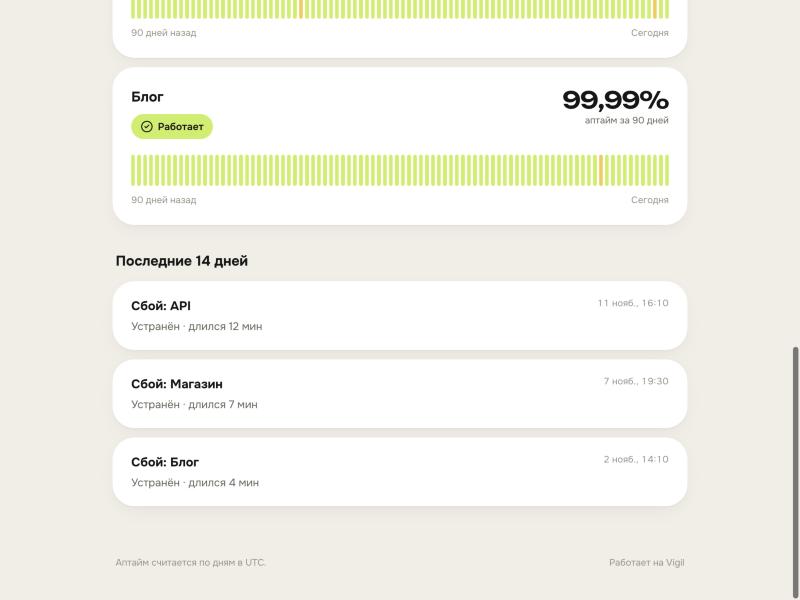 90 дней назад
Сегодня
Блог
99,99%
аптайм за 90 дней
Работает
90 дней назад
Сегодня
Последние 14 дней
Сбой: API
11 нояб., 16:10
Устранён · длился 12 мин
Сбой: Магазин
7 нояб., 19:30
Устранён · длился 7 мин
Сбой: Блог
2 нояб., 14:10
Устранён · длился 4 мин
Аптайм считается по дням в UTC.
Работает на Vigil